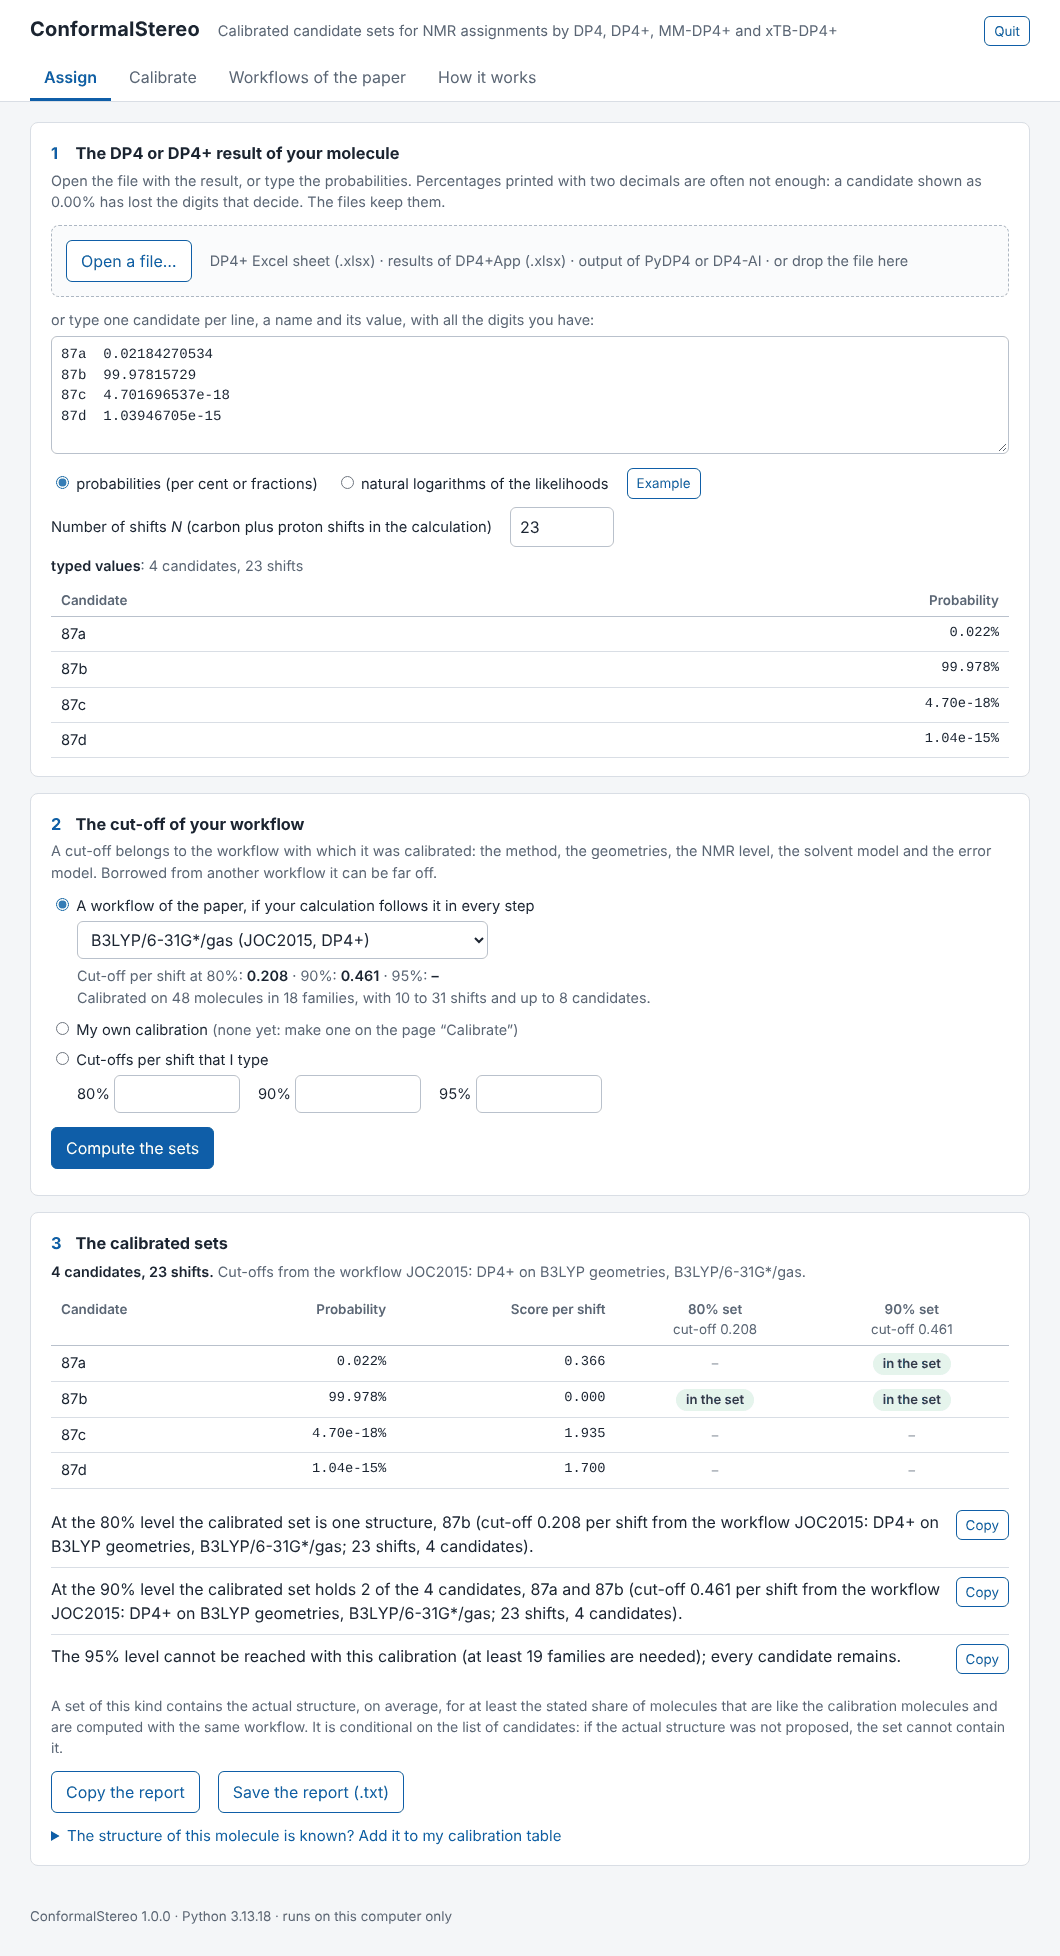 ConformalStereo Calibrated candidate sets for NMR assignments by DP4, DP4+, MM-DP4+ and xTB-DP4+ Quit
Assign Calibrate Workflows of the paper How it works
1 The DP4 or DP4+ result of your molecule
Open the file with the result, or type the probabilities. Percentages printed with two decimals are often not enough: a candidate shown as
0.00% has lost the digits that decide. The files keep them.
Open a file... DP4+ Excel sheet (.xlsx) · results of DP4+App (.xlsx) · output of PyDP4 or DP4-AI · or drop the file here
or type one candidate per line, a name and its value, with all the digits you have:
87a 0.02184270534
87b 99.97815729
87c 4.701696537e-18
87d 1.03946705e-15
probabilities (per cent or fractions) natural logarithms of the likelihoods Example
Number of shifts N (carbon plus proton shifts in the calculation) 23
typed values: 4 candidates, 23 shifts
Candidate Probability
87a 0.022%
87b 99.978%
87c 4.70e-18%
87d 1.04e-15%
2 The cut-off of your workflow
A cut-off belongs to the workflow with which it was calibrated: the method, the geometries, the NMR level, the solvent model and the error
model. Borrowed from another workflow it can be far off.
A workflow of the paper, if your calculation follows it in every step
B3LYP/6-31G*/gas (JOC2015, DP4+)
Cut-off per shift at 80%: 0.208 · 90%: 0.461 · 95%: –
Calibrated on 48 molecules in 18 families, with 10 to 31 shifts and up to 8 candidates.
My own calibration (none yet: make one on the page “Calibrate”)
Cut-offs per shift that I type
80% 90% 95%
Compute the sets
3 The calibrated sets
4 candidates, 23 shifts. Cut-offs from the workflow JOC2015: DP4+ on B3LYP geometries, B3LYP/6-31G*/gas.
Candidate Probability Score per shift 80% set 90% set
cut-off 0.208 cut-off 0.461
87a 0.022% 0.366 – in the set
87b 99.978% 0.000 in the set in the set
87c 4.70e-18% 1.935 – –
87d 1.04e-15% 1.700 – –
At the 80% level the calibrated set is one structure, 87b (cut-off 0.208 per shift from the workflow JOC2015: DP4+ on Copy
B3LYP geometries, B3LYP/6-31G*/gas; 23 shifts, 4 candidates).
At the 90% level the calibrated set holds 2 of the 4 candidates, 87a and 87b (cut-off 0.461 per shift from the workflow Copy
JOC2015: DP4+ on B3LYP geometries, B3LYP/6-31G*/gas; 23 shifts, 4 candidates).
The 95% level cannot be reached with this calibration (at least 19 families are needed); every candidate remains. Copy
A set of this kind contains the actual structure, on average, for at least the stated share of molecules that are like the calibration molecules and
are computed with the same workflow. It is conditional on the list of candidates: if the actual structure was not proposed, the set cannot contain
it.
Copy the report Save the report (.txt)
The structure of this molecule is known? Add it to my calibration table
ConformalStereo 1.0.0 · Python 3.13.18 · runs on this computer only